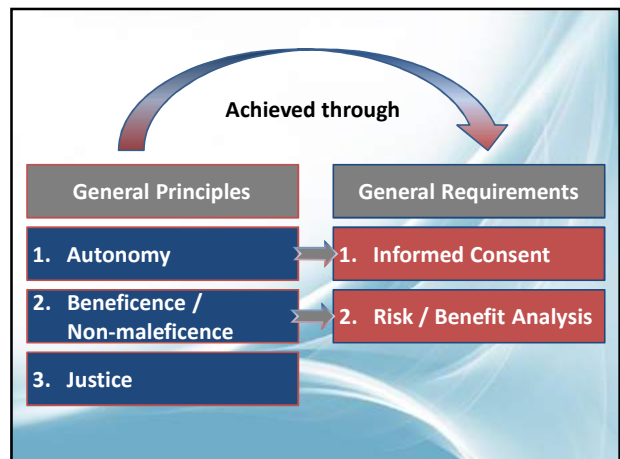 Achieved through
General Principles
General Requirements
1. Autonomy
1. Informed Consent
2. Beneficence /
Non-maleficence
2. Risk / Benefit Analysis
3. Justice